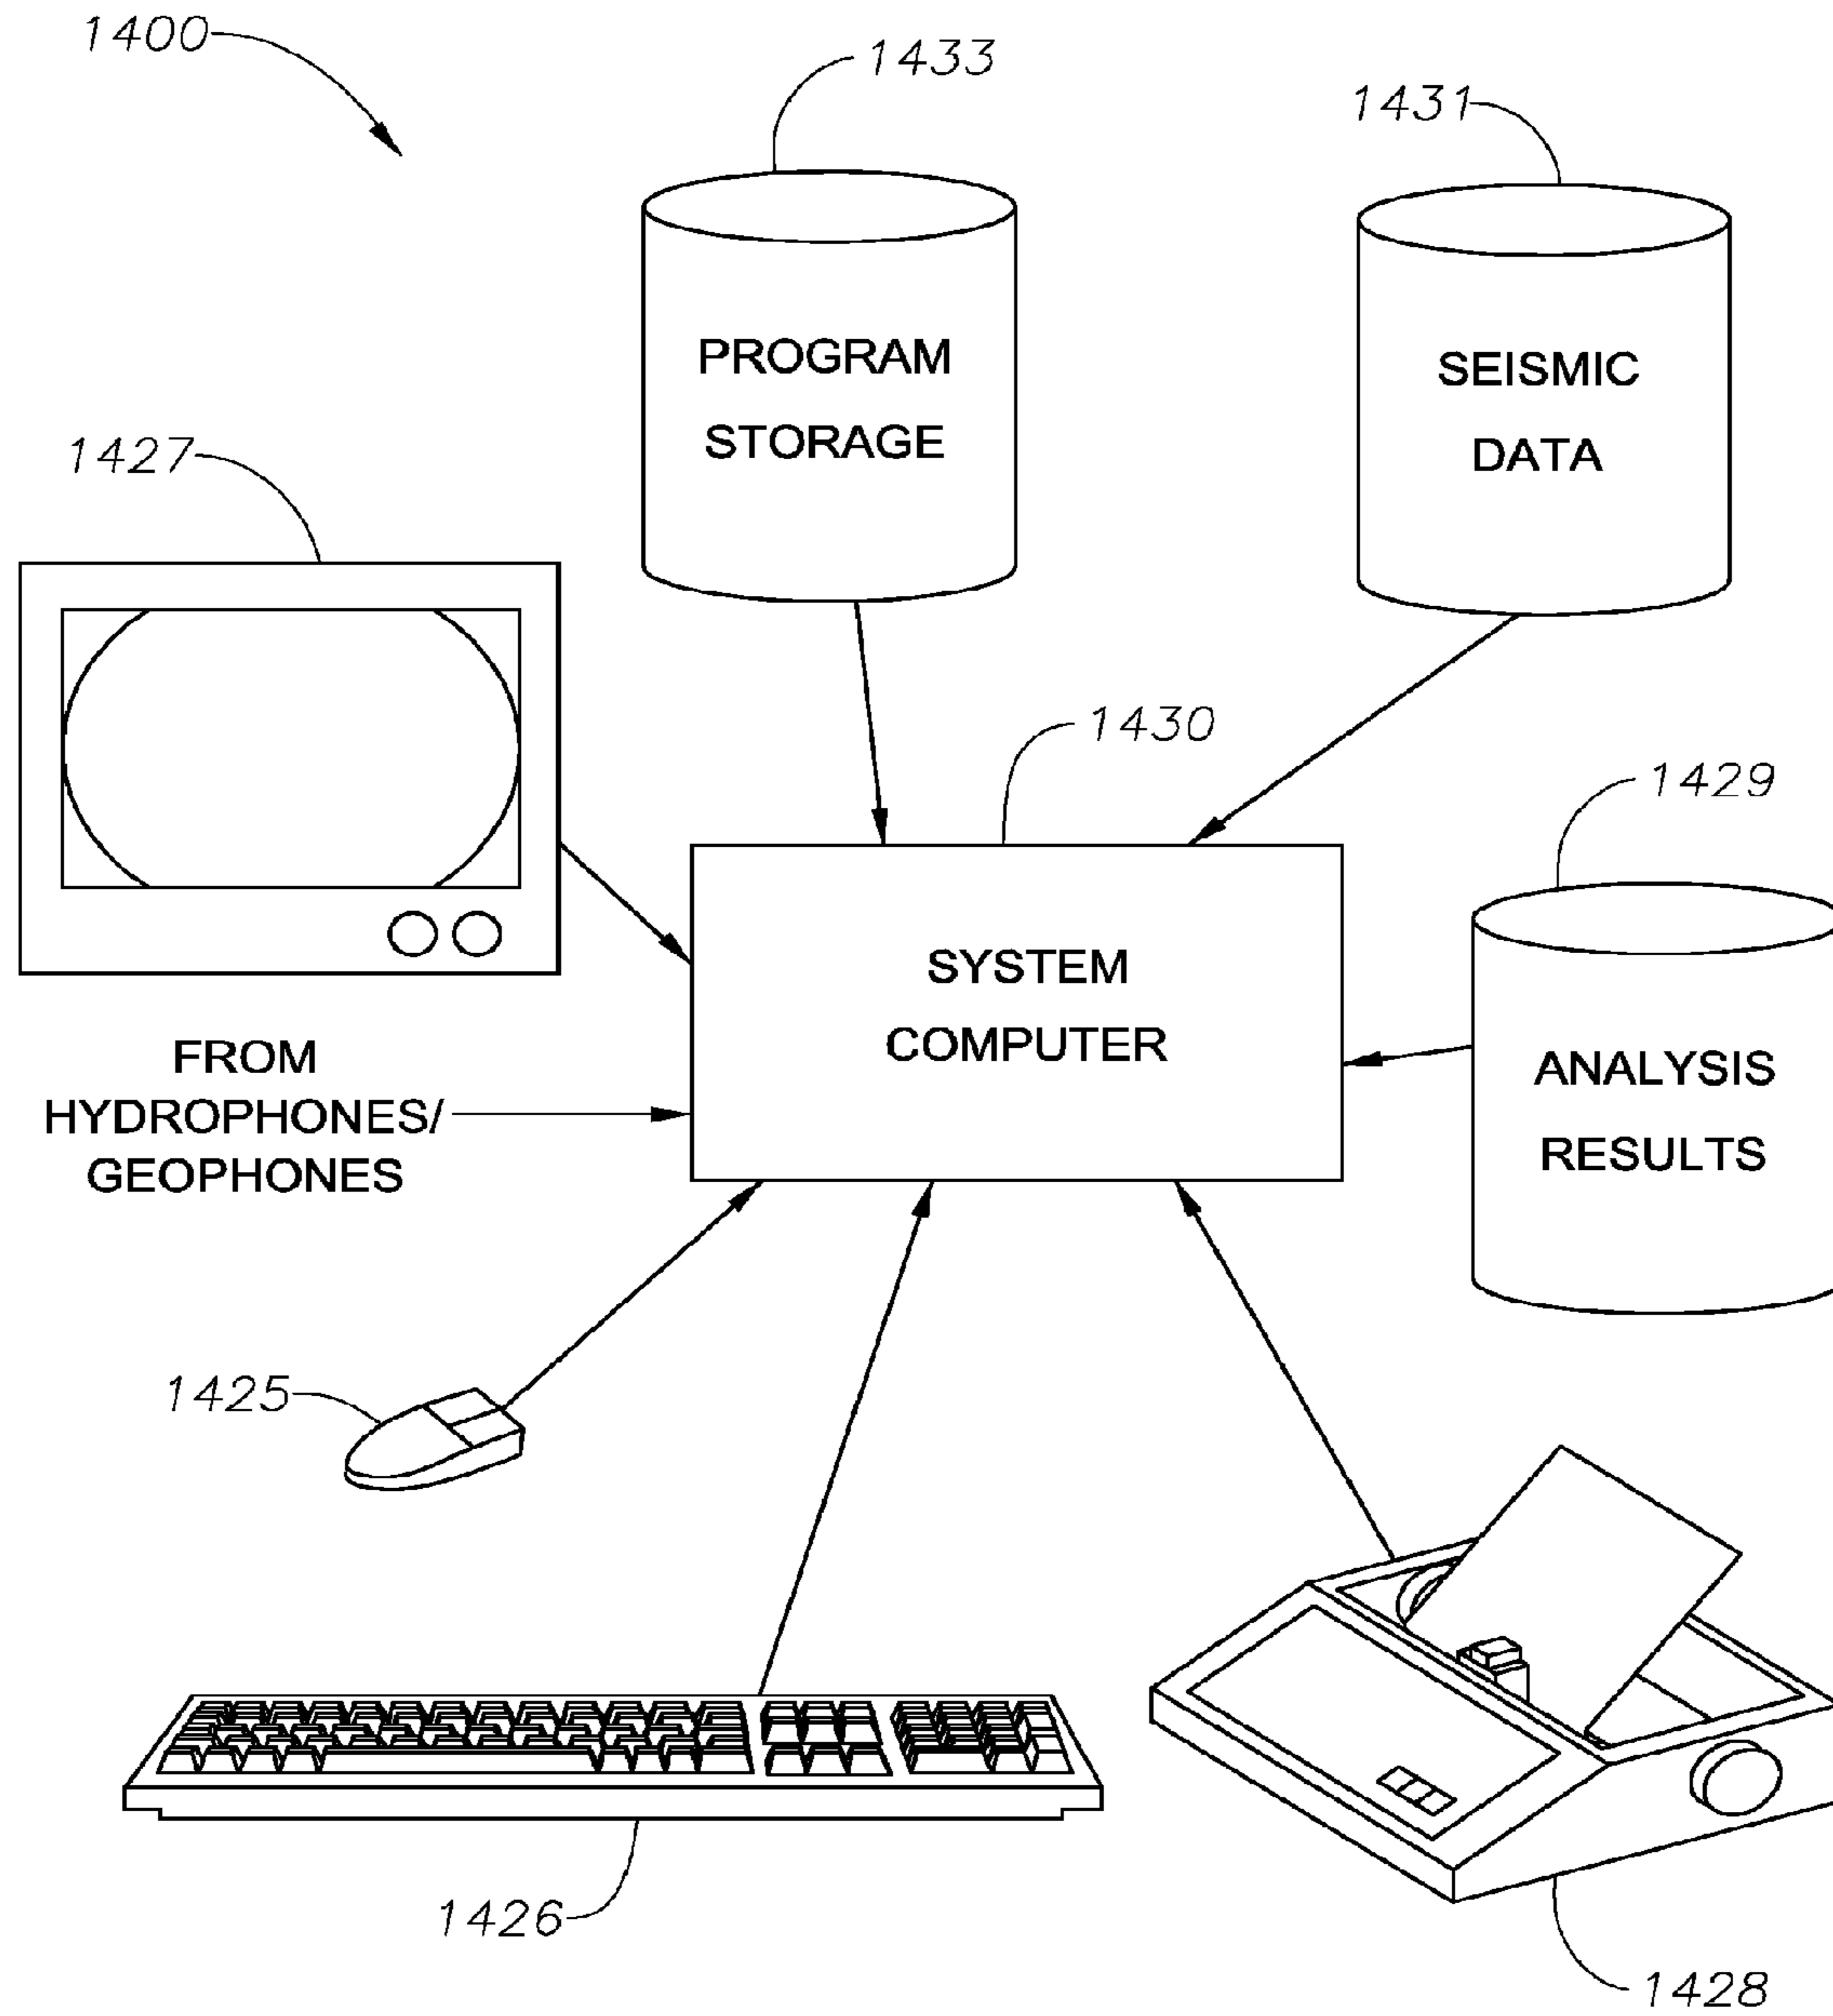 1400
1433
1431
PROGRAM
STORAGE
SEISMIC
DATA
1427
1430
1429
SYSTEM
COMPUTER
FROM
HYDROPHONES/
GEOPHONES
ANALYSIS
RESULTS
1425
1426
1428